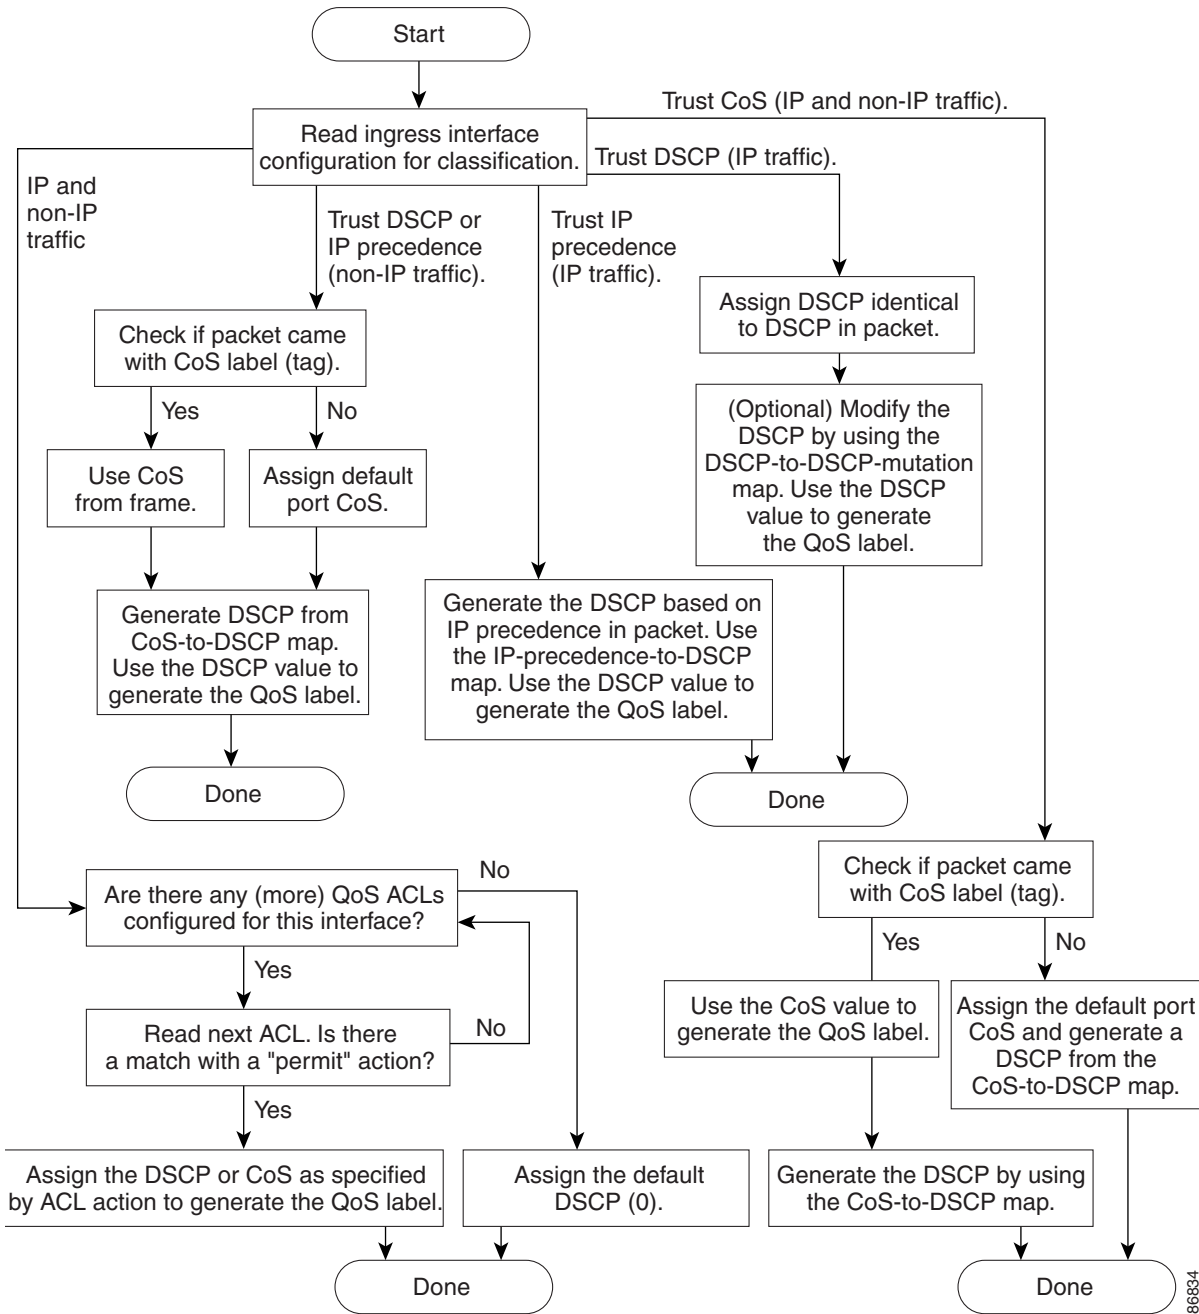 Start
Trust CoS (IP and non-IP traffic).
Read ingress interface
configuration for classification.
Trust DSCP (IP traffic).
IP and
non-IP
traffic
Trust DSCP or
IP precedence
(non-IP traffic).
Trust IP
precedence
(IP traffic).
Assign DSCP identical
to DSCP in packet.
Check if packet came
with CoS label (tag).
Yes
No
(Optional) Modify the
DSCP by using the
DSCP-to-DSCP-mutation
map. Use the DSCP
value to generate
the QoS label.
Use CoS
from frame.
Assign default
port CoS.
Generate DSCP from
CoS-to-DSCP map.
Use the DSCP value to
generate the QoS label.
Generate the DSCP based on
IP precedence in packet. Use
the IP-precedence-to-DSCP
map. Use the DSCP value to
generate the QoS label.
Done
Done
Check if packet came
with CoS label (tag).
Are there any (more) QoS ACLs
configured for this interface?
No
Yes
Yes
No
Read next ACL. Is there
a match with a "permit" action?
No
Use the CoS value to
generate the QoS label.
Assign the default port
CoS and generate a
DSCP from the
CoS-to-DSCP map.
Yes
Assign the DSCP or CoS as specified
by ACL action to generate the QoS label.
Assign the default
DSCP (0).
Generate the DSCP by using
the CoS-to-DSCP map.
Done
Done
86834